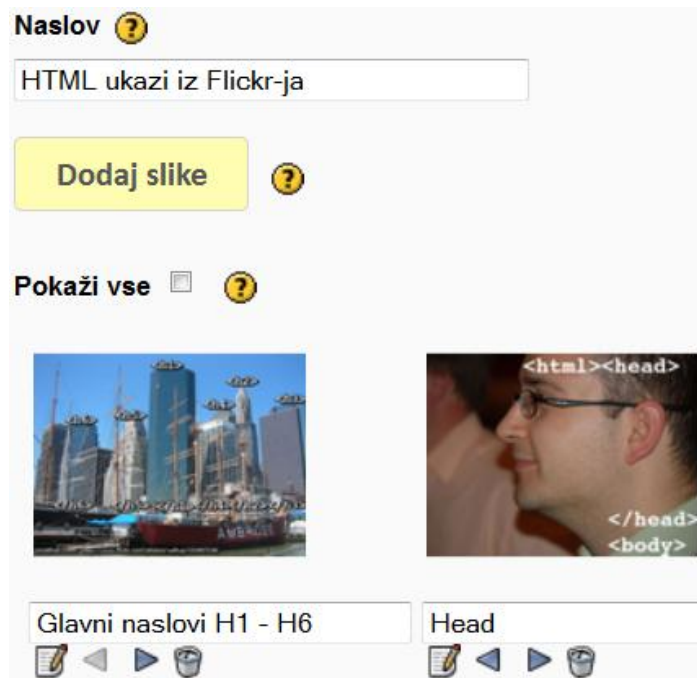 Naslov ?
HTML ukazi iz Flickr-ja
Dodaj slike ?
Pokaži vse ?
<h1>
<html><head>
</head>
<body>
Glavni naslovi H1 - H6
Head